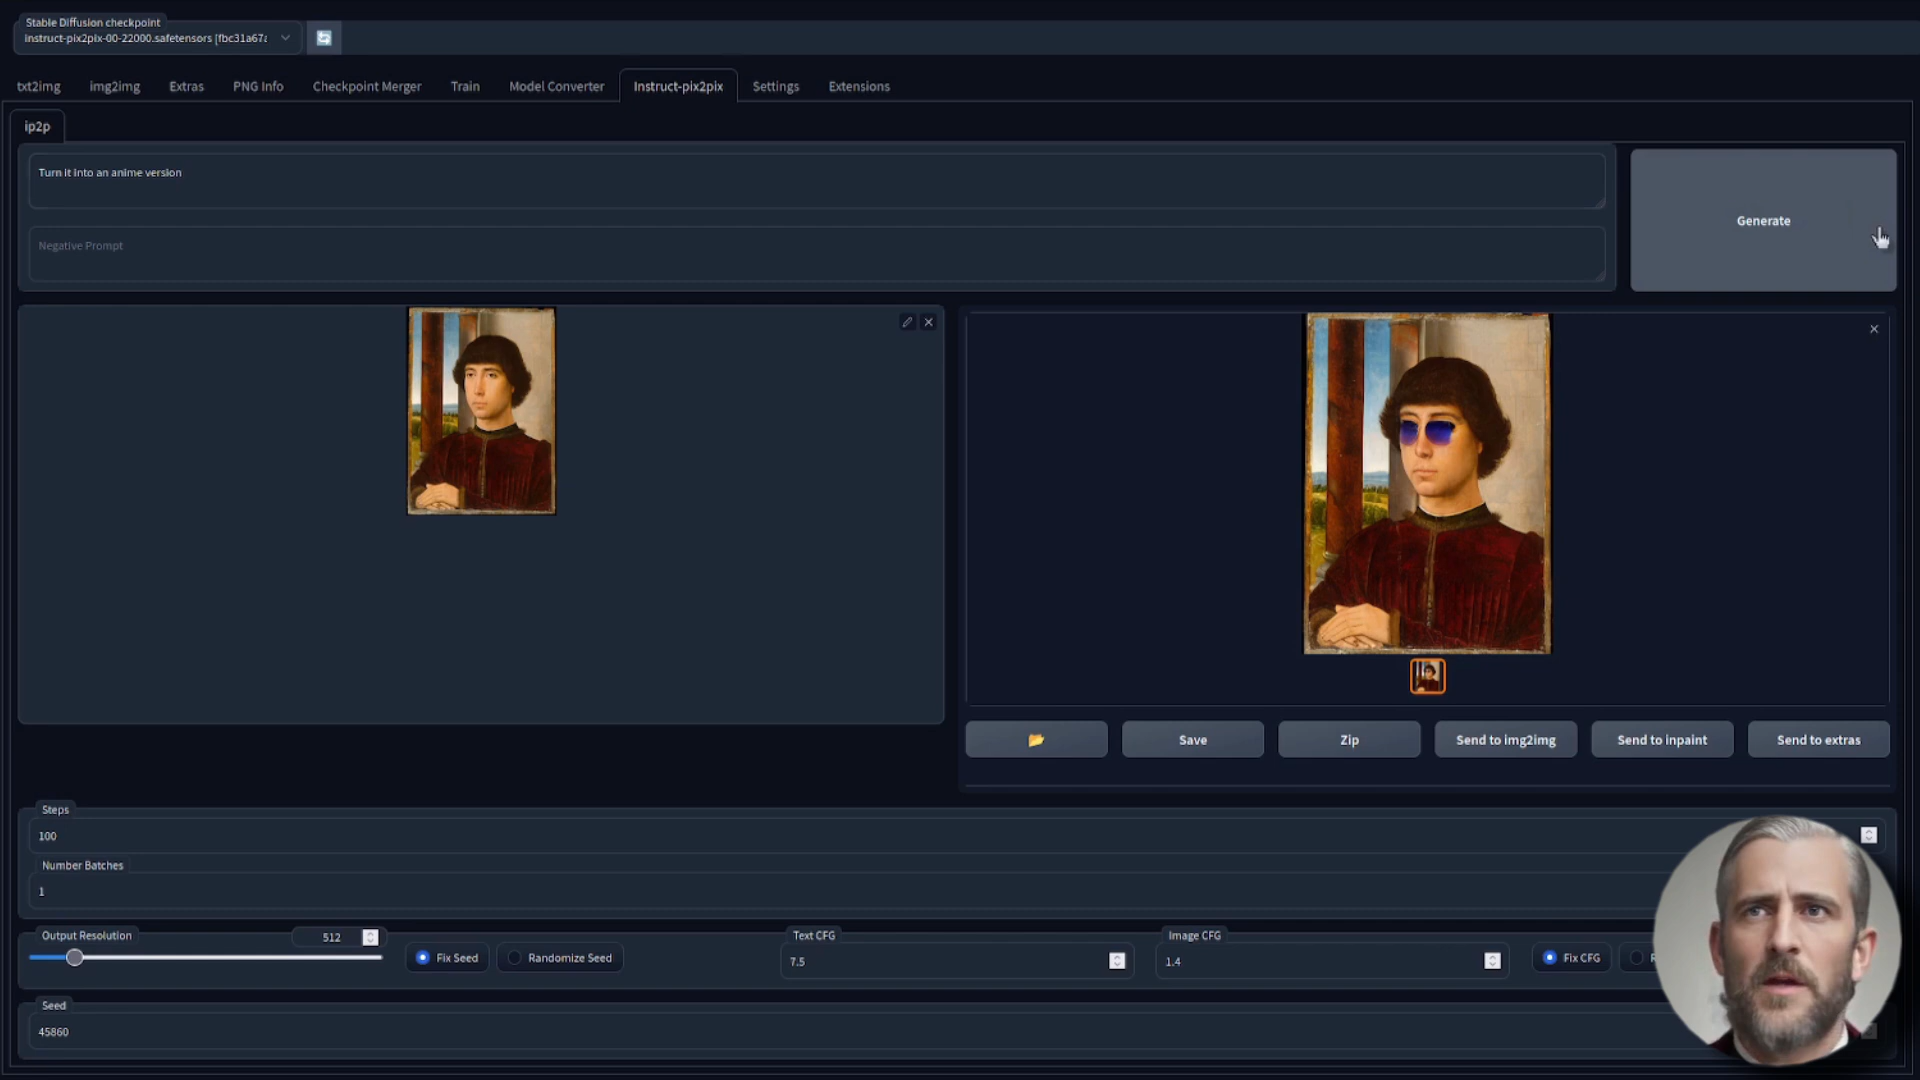 Stable Diffusion checkpoint
instruct-pix2pix-00-22000.safetensors [fbc31a67
txt2img img2img Extras PNG Info Checkpoint Merger Train Model Converter Instruct-pix2pix Settings Extensions
ip2p
Turn it into an anime version
Generate
Negative Prompt
Save Zip Send to img2img Send to inpaint Send to extras
Steps
100
Number Batches
1
Output Resolution 512 Fix Seed Randomize Seed
Text CFG
7.5
Image CFG
1.4
Fix CFG
Seed
45860